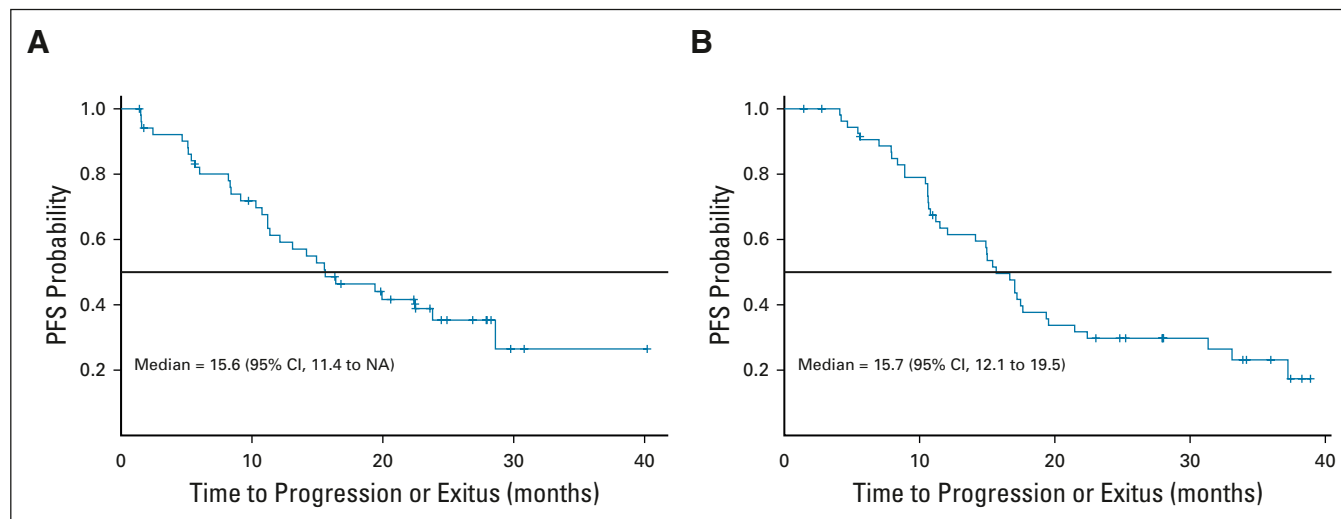 A
1.0
0.8
0.6
0.4
0.2
PFS Probability
Median = 15.6 (95% CI, 11.4 to NA)
0 10 20 30 40
Time to Progression or Exitus (months)
B
1.0
0.8
0.6
0.4
0.2
PFS Probability
Median = 15.7 (95% CI, 12.1 to 19.5)
0 10 20 30 40
Time to Progression or Exitus (months)